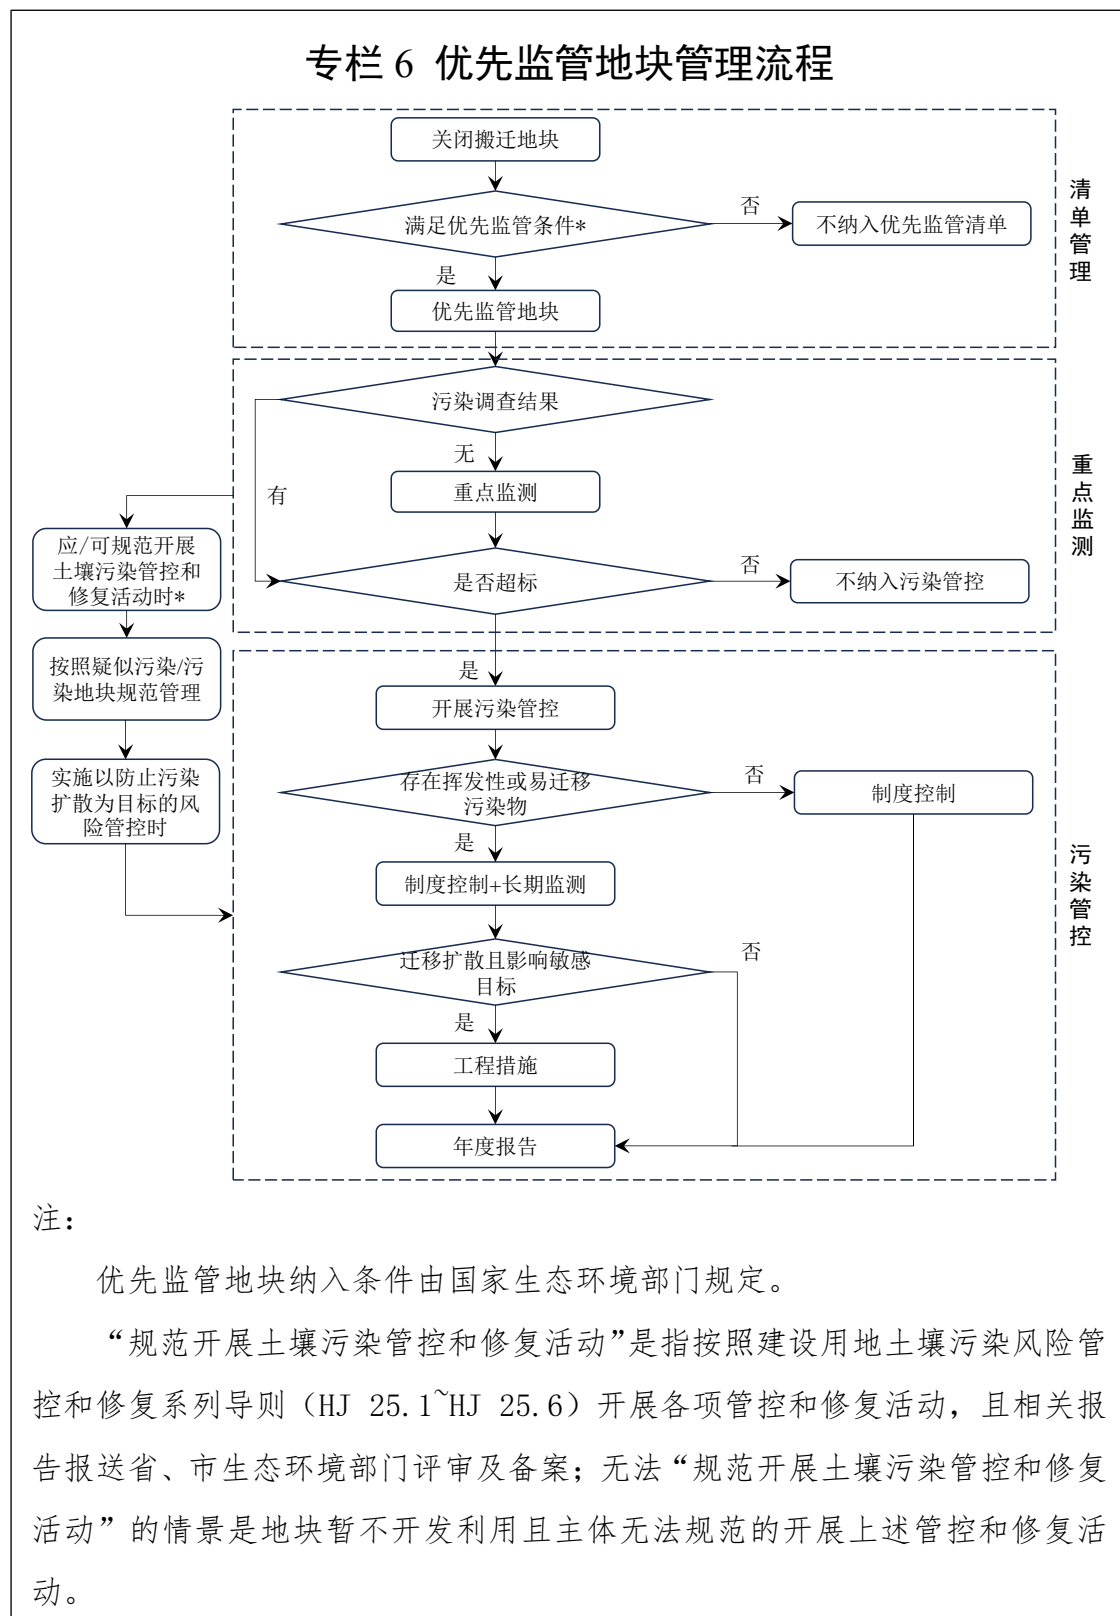 专栏 6 优先监管地块管理流程
关闭搬迁地块
满足优先监管条件*
否
不纳入优先监管清单
是
优先监管地块
清单管理
污染调查结果
无
有
重点监测
是否超标
否
不纳入污染管控
重点监测
应/可规范开展
土壤污染管控和
修复活动时*
按照疑似污染/污
染地块规范管理
实施以防止污染
扩散为目标的风
险管控时
是
开展污染管控
存在挥发性或易迁移
污染物
否
制度控制
是
制度控制+长期监测
迁移扩散且影响敏感
目标
否
是
工程措施
年度报告
污染管控
注：
优先监管地块纳入条件由国家生态环境部门规定。
“规范开展土壤污染管控和修复活动”是指按照建设用地土壤污染风险管
控和修复系列导则（HJ 25.1~HJ 25.6）开展各项管控和修复活动，且相关报
告报送省、市生态环境部门评审及备案；无法“规范开展土壤污染管控和修复
活动”的情景是地块暂不开发利用且主体无法规范的开展上述管控和修复活
动。